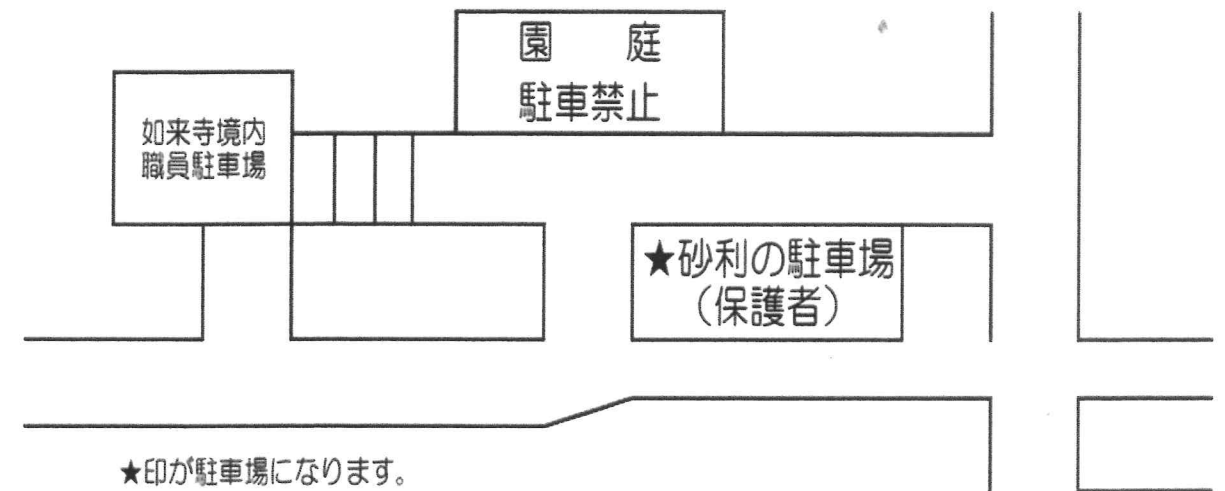 園　庭
駐車禁止
如来寺境内
職員駐車場
★砂利の駐車場
（保護者）
★印が駐車場になります。